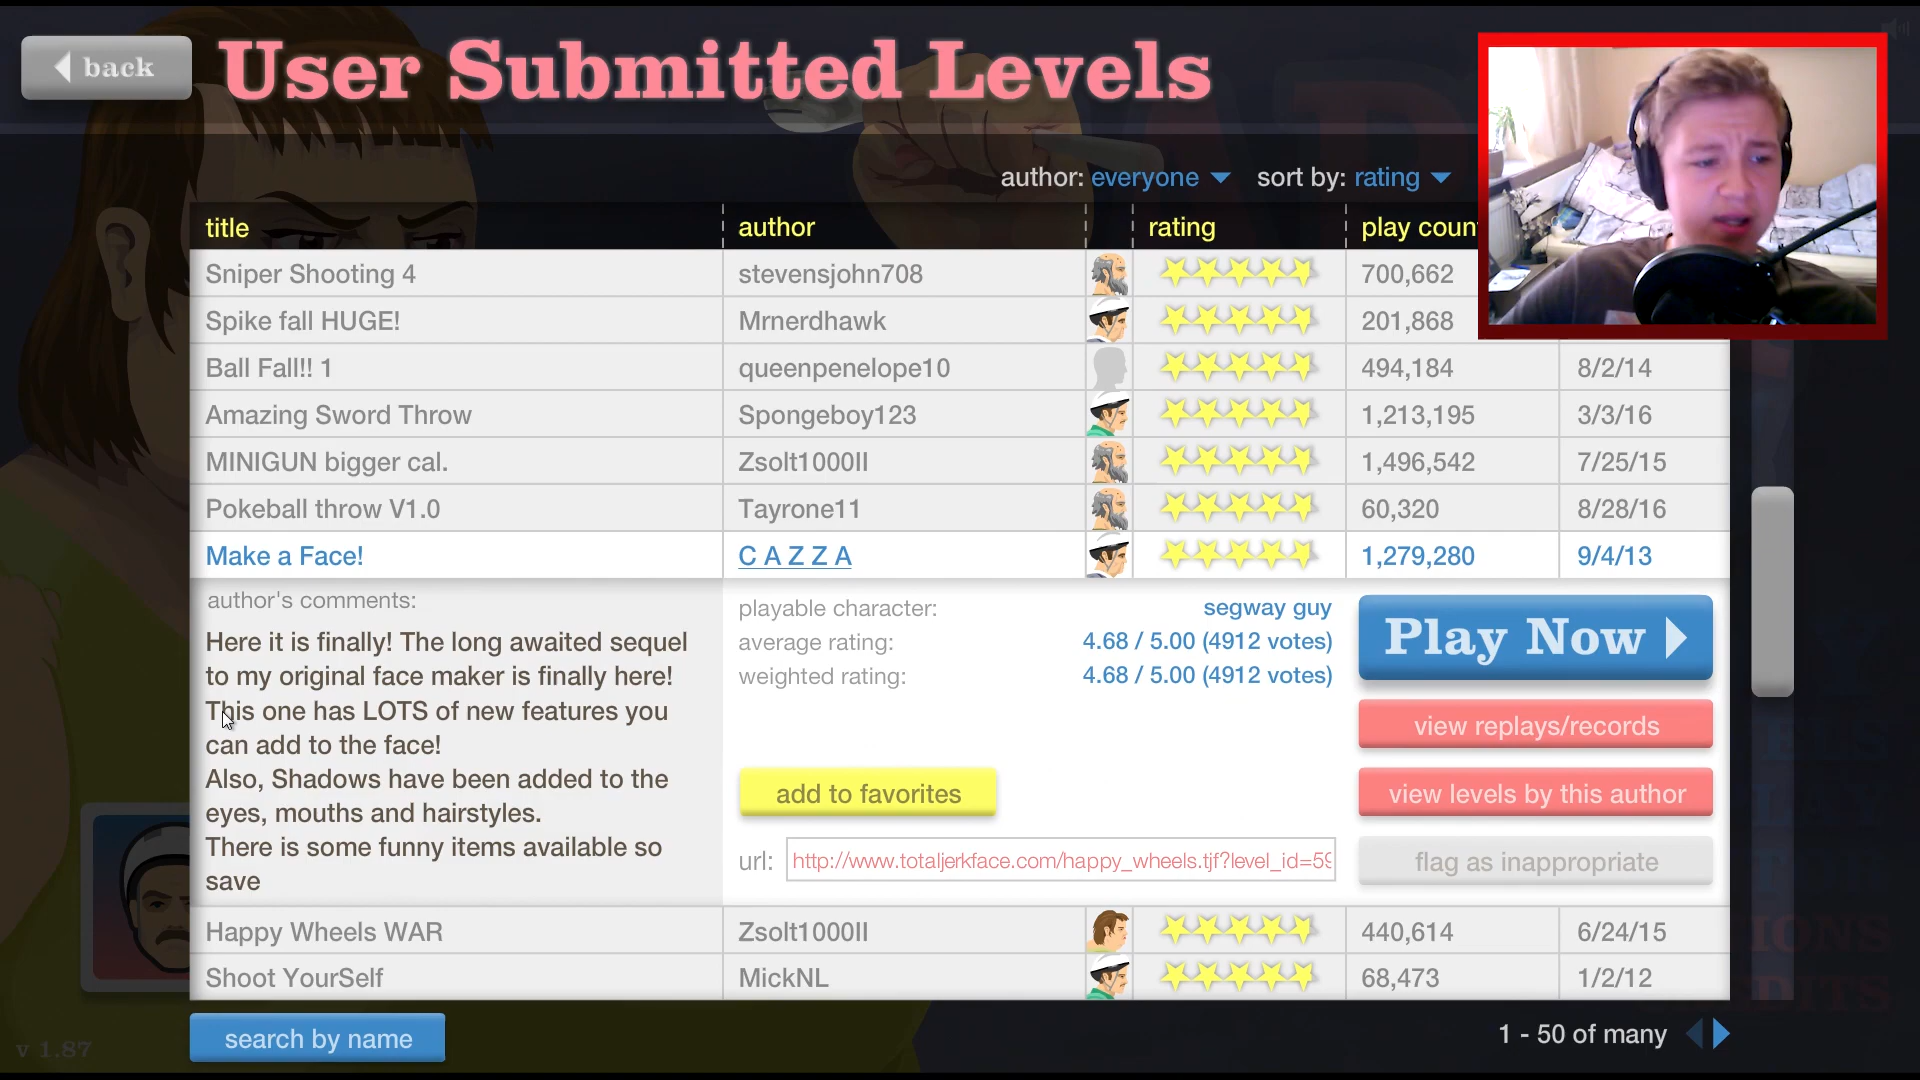 back
User Submitted Levels
author: everyone sort by: rating
title author rating play coun
Sniper Shooting 4 stevensjohn708 700,662
Spike fall HUGE! Mrnerdhawk 201,868
Ball Fall!! 1 queenpenelope10 494,184 8/2/14
Amazing Sword Throw Spongeboy123 1,213,195 3/3/16
MINIGUN bigger cal. Zsolt1000II 1,496,542 7/25/15
Pokeball throw V1.0 Tayrone11 60,320 8/28/16
Make a Face! C A Z Z A 1,279,280 9/4/13
author's comments:
Here it is finally! The long awaited sequel
to my original face maker is finally here!
This one has LOTS of new features you
can add to the face!
Also, Shadows have been added to the
eyes, mouths and hairstyles.
There is some funny items available so
save
playable character: segway guy
average rating: 4.68 / 5.00 (4912 votes)
weighted rating: 4.68 / 5.00 (4912 votes)
add to favorites
url: http://www.totaljerkface.com/happy_wheels.tjf?level_id=59
Play Now
view replays/records
view levels by this author
flag as inappropriate
Happy Wheels WAR Zsolt1000II 440,614 6/24/15
Shoot YourSelf MickNL 68,473 1/2/12
search by name
1 - 50 of many
v 1.87